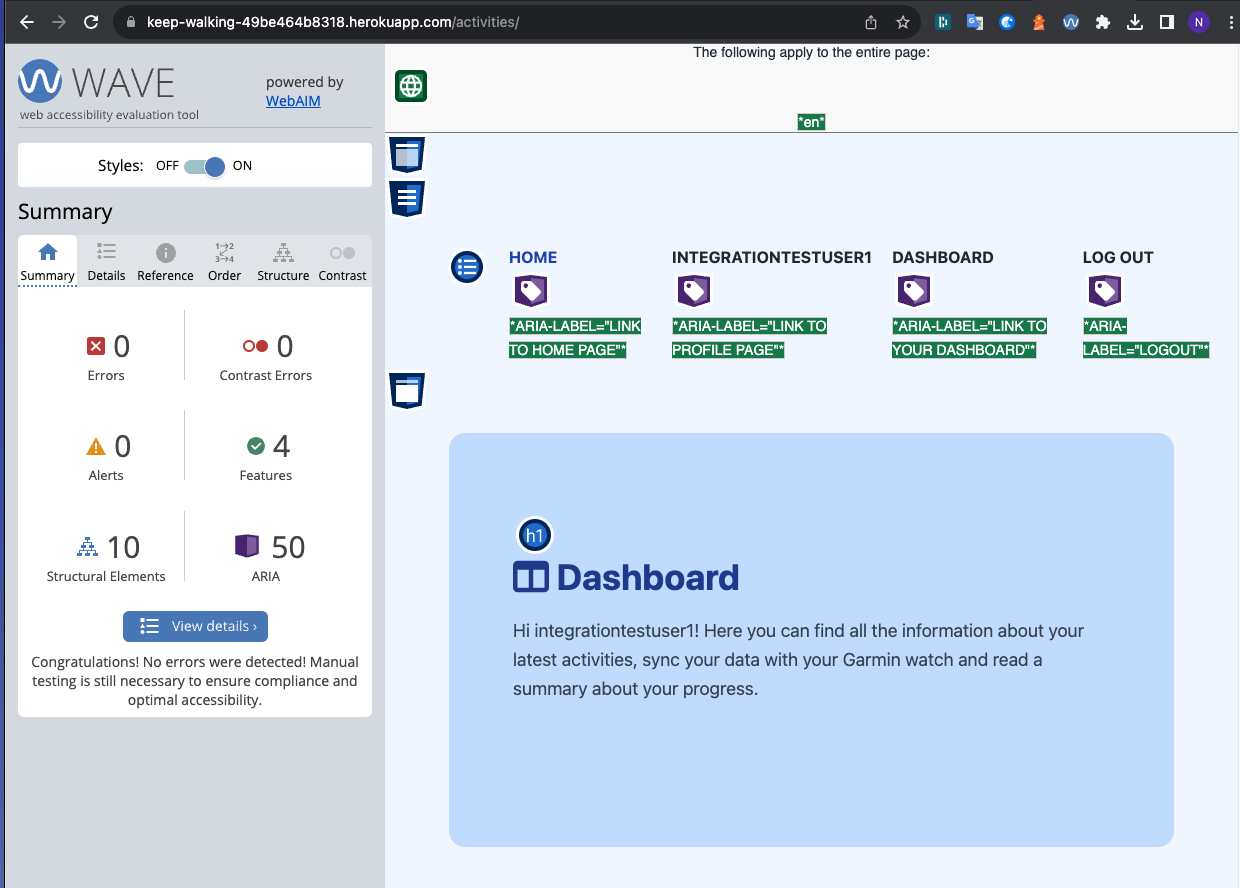 keep-walking-49be464b8318.herokuapp.com/activities/
N
WAVE
web accessibility evaluation tool
powered by
WebAIM
Styles: OFF ON
Summary
Summary Details Reference Order Structure Contrast
0 0
Errors Contrast Errors
0 4
Alerts Features
10 50
Structural Elements ARIA
View details ›
Congratulations! No errors were detected! Manual
testing is still necessary to ensure compliance and
optimal accessibility.
The following apply to the entire page:
*en*
HOME INTEGRATIONTESTUSER1 DASHBOARD LOG OUT
*ARIA-LABEL="LINK *ARIA-LABEL="LINK TO *ARIA-LABEL="LINK TO *ARIA-
TO HOME PAGE"* PROFILE PAGE"* YOUR DASHBOARD"* LABEL="LOGOUT"*
h1
Dashboard
Hi integrationtestuser1! Here you can find all the information about your
latest activities, sync your data with your Garmin watch and read a
summary about your progress.